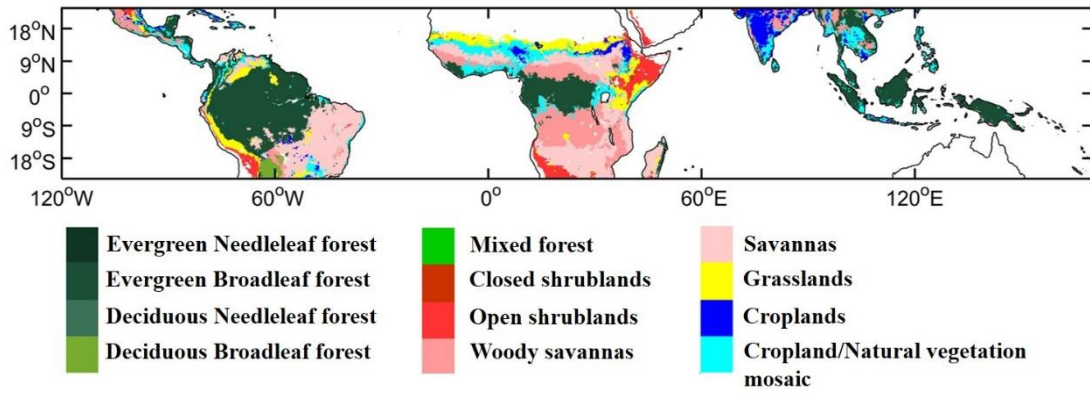 18°N
9°N
0°
9°S
18°S
120°W
60°W
0°
60°E
120°E
Evergreen Needleleaf forest
Evergreen Broadleaf forest
Deciduous Needleleaf forest
Deciduous Broadleaf forest
Mixed forest
Closed shrublands
Open shrublands
Woody savannas
Savannas
Grasslands
Croplands
Cropland/Natural vegetation
mosaic